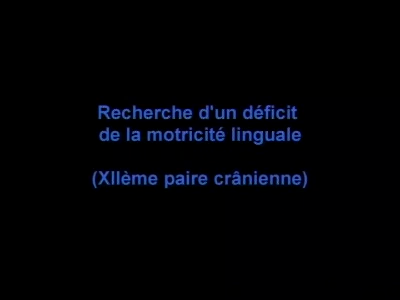 Recherche d'un déficit
de la motricité linguale
(XIIème paire crânienne)